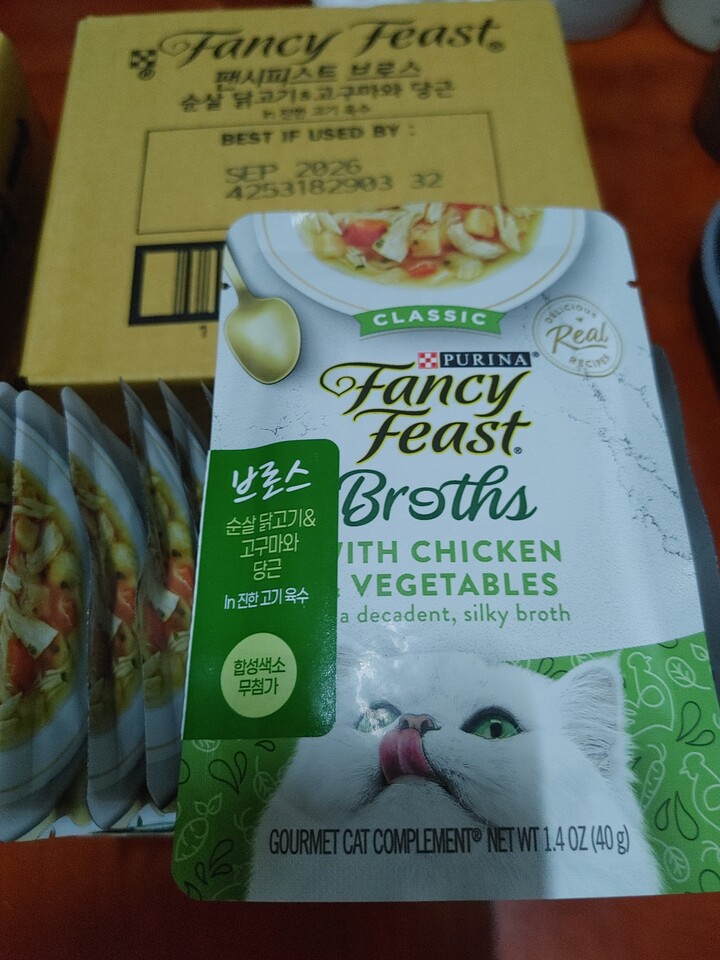 Fancy Feast®
팬시피스트 브로스
순살 닭고기&고구마와 당근
In 진한 고기 육수
BEST IF USED BY :
SEP 2026
4253182903 32
1
CLASSIC
DELICIOUS
Real
RECIPES
PURINA®
Fancy
Feast®
Broths
브로스
순살 닭고기&
고구마와
당근
In 진한 고기 육수
합성색소
무첨가
WITH CHICKEN
& VEGETABLES
a decadent, silky broth
GOURMET CAT COMPLEMENT® NET WT 1.4 OZ (40 g)